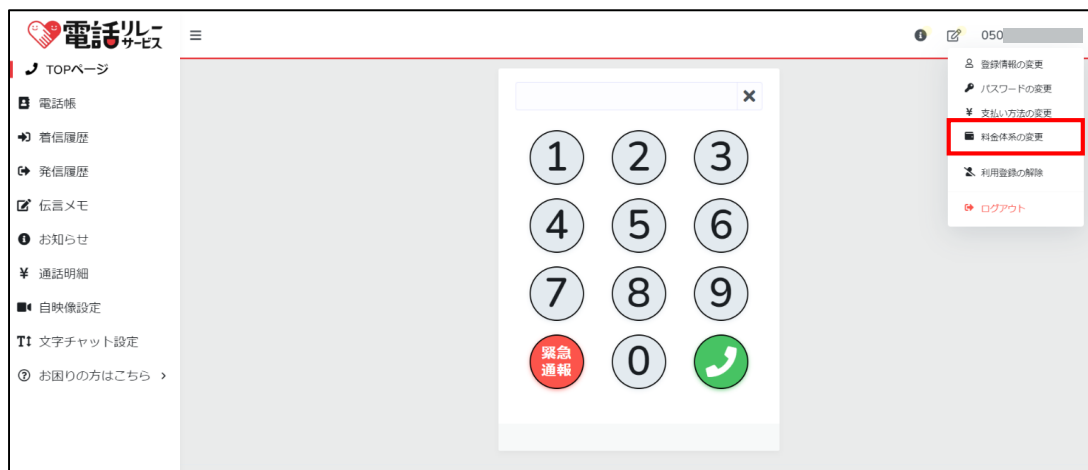 電話リレーサービス
050
TOPページ
電話帳
着信履歴
発信履歴
伝言メモ
お知らせ
通話明細
自映像設定
文字チャット設定
お困りの方はこちら
1 2 3
4 5 6
7 8 9
緊急通報 0
登録情報の変更
パスワードの変更
支払い方法の変更
料金体系の変更
利用登録の解除
ログアウト